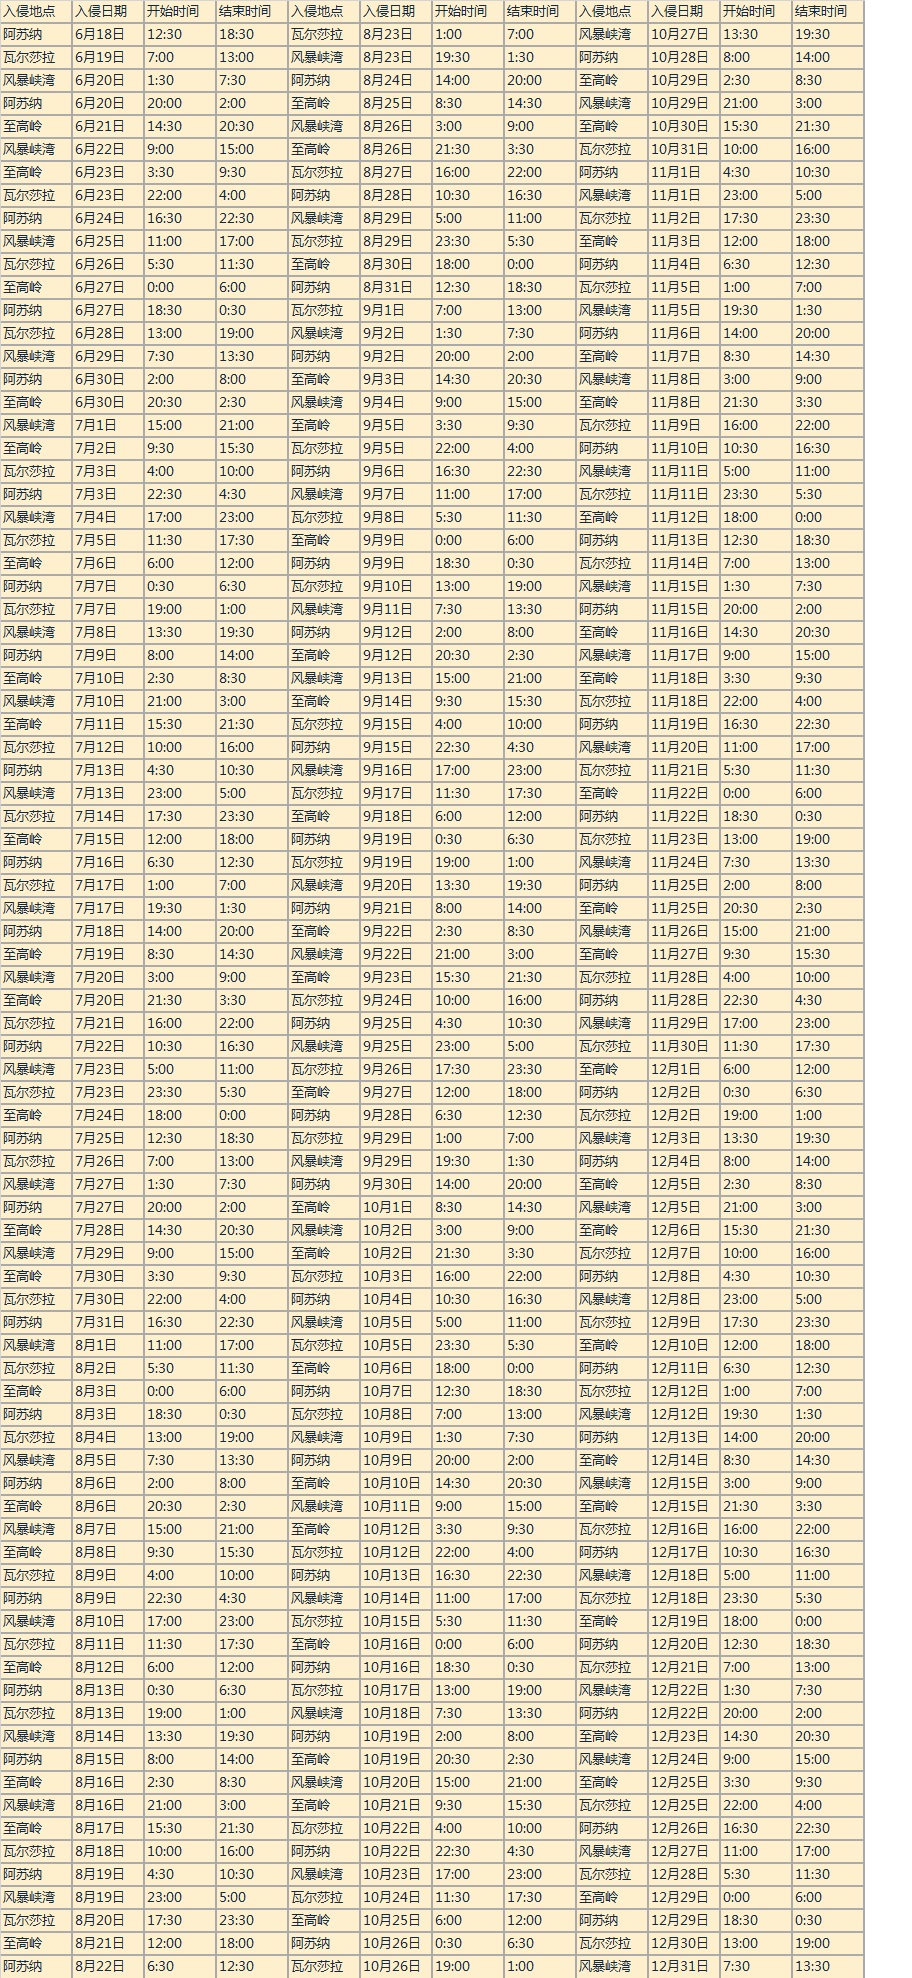 入侵地点 入侵日期 开始时间 结束时间 入侵地点 入侵日期 开始时间 结束时间 入侵地点 入侵日期 开始时间 结束时间
阿苏纳 6月18日 12:30 18:30 瓦尔莎拉 8月23日 1:00 7:00 风暴峡湾 10月27日 13:30 19:30
瓦尔莎拉 6月19日 7:00 13:00 风暴峡湾 8月23日 19:30 1:30 阿苏纳 10月28日 8:00 14:00
风暴峡湾 6月20日 1:30 7:30 阿苏纳 8月24日 14:00 20:00 至高岭 10月29日 2:30 8:30
阿苏纳 6月20日 20:00 2:00 至高岭 8月25日 8:30 14:30 风暴峡湾 10月29日 21:00 3:00
至高岭 6月21日 14:30 20:30 风暴峡湾 8月26日 3:00 9:00 至高岭 10月30日 15:30 21:30
风暴峡湾 6月22日 9:00 15:00 至高岭 8月26日 21:30 3:30 瓦尔莎拉 10月31日 10:00 16:00
至高岭 6月23日 3:30 9:30 瓦尔莎拉 8月27日 16:00 22:00 阿苏纳 11月1日 4:30 10:30
瓦尔莎拉 6月23日 22:00 4:00 阿苏纳 8月28日 10:30 16:30 风暴峡湾 11月1日 23:00 5:00
阿苏纳 6月24日 16:30 22:30 风暴峡湾 8月29日 5:00 11:00 瓦尔莎拉 11月2日 17:30 23:30
风暴峡湾 6月25日 11:00 17:00 瓦尔莎拉 8月29日 23:30 5:30 至高岭 11月3日 12:00 18:00
瓦尔莎拉 6月26日 5:30 11:30 至高岭 8月30日 18:00 0:00 阿苏纳 11月4日 6:30 12:30
至高岭 6月27日 0:00 6:00 阿苏纳 8月31日 12:30 18:30 瓦尔莎拉 11月5日 1:00 7:00
阿苏纳 6月27日 18:30 0:30 瓦尔莎拉 9月1日 7:00 13:00 风暴峡湾 11月5日 19:30 1:30
瓦尔莎拉 6月28日 13:00 19:00 风暴峡湾 9月2日 1:30 7:30 阿苏纳 11月6日 14:00 20:00
风暴峡湾 6月29日 7:30 13:30 阿苏纳 9月2日 20:00 2:00 至高岭 11月7日 8:30 14:30
阿苏纳 6月30日 2:00 8:00 至高岭 9月3日 14:30 20:30 风暴峡湾 11月8日 3:00 9:00
至高岭 6月30日 20:30 2:30 风暴峡湾 9月4日 9:00 15:00 至高岭 11月8日 21:30 3:30
风暴峡湾 7月1日 15:00 21:00 至高岭 9月5日 3:30 9:30 瓦尔莎拉 11月9日 16:00 22:00
至高岭 7月2日 9:30 15:30 瓦尔莎拉 9月5日 22:00 4:00 阿苏纳 11月10日 10:30 16:30
瓦尔莎拉 7月3日 4:00 10:00 阿苏纳 9月6日 16:30 22:30 风暴峡湾 11月11日 5:00 11:00
阿苏纳 7月3日 22:30 4:30 风暴峡湾 9月7日 11:00 17:00 瓦尔莎拉 11月11日 23:30 5:30
风暴峡湾 7月4日 17:00 23:00 瓦尔莎拉 9月8日 5:30 11:30 至高岭 11月12日 18:00 0:00
瓦尔莎拉 7月5日 11:30 17:30 至高岭 9月9日 0:00 6:00 阿苏纳 11月13日 12:30 18:30
至高岭 7月6日 6:00 12:00 阿苏纳 9月9日 18:30 0:30 瓦尔莎拉 11月14日 7:00 13:00
阿苏纳 7月7日 0:30 6:30 瓦尔莎拉 9月10日 13:00 19:00 风暴峡湾 11月15日 1:30 7:30
瓦尔莎拉 7月7日 19:00 1:00 风暴峡湾 9月11日 7:30 13:30 阿苏纳 11月15日 20:00 2:00
风暴峡湾 7月8日 13:30 19:30 阿苏纳 9月12日 2:00 8:00 至高岭 11月16日 14:30 20:30
阿苏纳 7月9日 8:00 14:00 至高岭 9月12日 20:30 2:30 风暴峡湾 11月17日 9:00 15:00
至高岭 7月10日 2:30 8:30 风暴峡湾 9月13日 15:00 21:00 至高岭 11月18日 3:30 9:30
风暴峡湾 7月10日 21:00 3:00 至高岭 9月14日 9:30 15:30 瓦尔莎拉 11月18日 22:00 4:00
至高岭 7月11日 15:30 21:30 瓦尔莎拉 9月15日 4:00 10:00 阿苏纳 11月19日 16:30 22:30
瓦尔莎拉 7月12日 10:00 16:00 阿苏纳 9月15日 22:30 4:30 风暴峡湾 11月20日 11:00 17:00
阿苏纳 7月13日 4:30 10:30 风暴峡湾 9月16日 17:00 23:00 瓦尔莎拉 11月21日 5:30 11:30
风暴峡湾 7月13日 23:00 5:00 瓦尔莎拉 9月17日 11:30 17:30 至高岭 11月22日 0:00 6:00
瓦尔莎拉 7月14日 17:30 23:30 至高岭 9月18日 6:00 12:00 阿苏纳 11月22日 18:30 0:30
至高岭 7月15日 12:00 18:00 阿苏纳 9月19日 0:30 6:30 瓦尔莎拉 11月23日 13:00 19:00
阿苏纳 7月16日 6:30 12:30 瓦尔莎拉 9月19日 19:00 1:00 风暴峡湾 11月24日 7:30 13:30
瓦尔莎拉 7月17日 1:00 7:00 风暴峡湾 9月20日 13:30 19:30 阿苏纳 11月25日 2:00 8:00
风暴峡湾 7月17日 19:30 1:30 阿苏纳 9月21日 8:00 14:00 至高岭 11月25日 20:30 2:30
阿苏纳 7月18日 14:00 20:00 至高岭 9月22日 2:30 8:30 风暴峡湾 11月26日 15:00 21:00
至高岭 7月19日 8:30 14:30 风暴峡湾 9月22日 21:00 3:00 至高岭 11月27日 9:30 15:30
风暴峡湾 7月20日 3:00 9:00 至高岭 9月23日 15:30 21:30 瓦尔莎拉 11月28日 4:00 10:00
至高岭 7月20日 21:30 3:30 瓦尔莎拉 9月24日 10:00 16:00 阿苏纳 11月28日 22:30 4:30
瓦尔莎拉 7月21日 16:00 22:00 阿苏纳 9月25日 4:30 10:30 风暴峡湾 11月29日 17:00 23:00
阿苏纳 7月22日 10:30 16:30 风暴峡湾 9月25日 23:00 5:00 瓦尔莎拉 11月30日 11:30 17:30
风暴峡湾 7月23日 5:00 11:00 瓦尔莎拉 9月26日 17:30 23:30 至高岭 12月1日 6:00 12:00
瓦尔莎拉 7月23日 23:30 5:30 至高岭 9月27日 12:00 18:00 阿苏纳 12月2日 0:30 6:30
至高岭 7月24日 18:00 0:00 阿苏纳 9月28日 6:30 12:30 瓦尔莎拉 12月2日 19:00 1:00
阿苏纳 7月25日 12:30 18:30 瓦尔莎拉 9月29日 1:00 7:00 风暴峡湾 12月3日 13:30 19:30
瓦尔莎拉 7月26日 7:00 13:00 风暴峡湾 9月29日 19:30 1:30 阿苏纳 12月4日 8:00 14:00
风暴峡湾 7月27日 1:30 7:30 阿苏纳 9月30日 14:00 20:00 至高岭 12月5日 2:30 8:30
阿苏纳 7月27日 20:00 2:00 至高岭 10月1日 8:30 14:30 风暴峡湾 12月5日 21:00 3:00
至高岭 7月28日 14:30 20:30 风暴峡湾 10月2日 3:00 9:00 至高岭 12月6日 15:30 21:30
风暴峡湾 7月29日 9:00 15:00 至高岭 10月2日 21:30 3:30 瓦尔莎拉 12月7日 10:00 16:00
至高岭 7月30日 3:30 9:30 瓦尔莎拉 10月3日 16:00 22:00 阿苏纳 12月8日 4:30 10:30
瓦尔莎拉 7月30日 22:00 4:00 阿苏纳 10月4日 10:30 16:30 风暴峡湾 12月8日 23:00 5:00
阿苏纳 7月31日 16:30 22:30 风暴峡湾 10月5日 5:00 11:00 瓦尔莎拉 12月9日 17:30 23:30
风暴峡湾 8月1日 11:00 17:00 瓦尔莎拉 10月5日 23:30 5:30 至高岭 12月10日 12:00 18:00
瓦尔莎拉 8月2日 5:30 11:30 至高岭 10月6日 18:00 0:00 阿苏纳 12月11日 6:30 12:30
至高岭 8月3日 0:00 6:00 阿苏纳 10月7日 12:30 18:30 瓦尔莎拉 12月12日 1:00 7:00
阿苏纳 8月3日 18:30 0:30 瓦尔莎拉 10月8日 7:00 13:00 风暴峡湾 12月12日 19:30 1:30
瓦尔莎拉 8月4日 13:00 19:00 风暴峡湾 10月9日 1:30 7:30 阿苏纳 12月13日 14:00 20:00
风暴峡湾 8月5日 7:30 13:30 阿苏纳 10月9日 20:00 2:00 至高岭 12月14日 8:30 14:30
阿苏纳 8月6日 2:00 8:00 至高岭 10月10日 14:30 20:30 风暴峡湾 12月15日 3:00 9:00
至高岭 8月6日 20:30 2:30 风暴峡湾 10月11日 9:00 15:00 至高岭 12月15日 21:30 3:30
风暴峡湾 8月7日 15:00 21:00 至高岭 10月12日 3:30 9:30 瓦尔莎拉 12月16日 16:00 22:00
至高岭 8月8日 9:30 15:30 瓦尔莎拉 10月12日 22:00 4:00 阿苏纳 12月17日 10:30 16:30
瓦尔莎拉 8月9日 4:00 10:00 阿苏纳 10月13日 16:30 22:30 风暴峡湾 12月18日 5:00 11:00
阿苏纳 8月9日 22:30 4:30 风暴峡湾 10月14日 11:00 17:00 瓦尔莎拉 12月18日 23:30 5:30
风暴峡湾 8月10日 17:00 23:00 瓦尔莎拉 10月15日 5:30 11:30 至高岭 12月19日 18:00 0:00
瓦尔莎拉 8月11日 11:30 17:30 至高岭 10月16日 0:00 6:00 阿苏纳 12月20日 12:30 18:30
至高岭 8月12日 6:00 12:00 阿苏纳 10月16日 18:30 0:30 瓦尔莎拉 12月21日 7:00 13:00
阿苏纳 8月13日 0:30 6:30 瓦尔莎拉 10月17日 13:00 19:00 风暴峡湾 12月22日 1:30 7:30
瓦尔莎拉 8月13日 19:00 1:00 风暴峡湾 10月18日 7:30 13:30 阿苏纳 12月22日 20:00 2:00
风暴峡湾 8月14日 13:30 19:30 阿苏纳 10月19日 2:00 8:00 至高岭 12月23日 14:30 20:30
阿苏纳 8月15日 8:00 14:00 至高岭 10月19日 20:30 2:30 风暴峡湾 12月24日 9:00 15:00
至高岭 8月16日 2:30 8:30 风暴峡湾 10月20日 15:00 21:00 至高岭 12月25日 3:30 9:30
风暴峡湾 8月16日 21:00 3:00 至高岭 10月21日 9:30 15:30 瓦尔莎拉 12月25日 22:00 4:00
至高岭 8月17日 15:30 21:30 瓦尔莎拉 10月22日 4:00 10:00 阿苏纳 12月26日 16:30 22:30
瓦尔莎拉 8月18日 10:00 16:00 阿苏纳 10月22日 22:30 4:30 风暴峡湾 12月27日 11:00 17:00
阿苏纳 8月19日 4:30 10:30 风暴峡湾 10月23日 17:00 23:00 瓦尔莎拉 12月28日 5:30 11:30
风暴峡湾 8月19日 23:00 5:00 瓦尔莎拉 10月24日 11:30 17:30 至高岭 12月29日 0:00 6:00
瓦尔莎拉 8月20日 17:30 23:30 至高岭 10月25日 6:00 12:00 阿苏纳 12月29日 18:30 0:30
至高岭 8月21日 12:00 18:00 阿苏纳 10月26日 0:30 6:30 瓦尔莎拉 12月30日 13:00 19:00
阿苏纳 8月22日 6:30 12:30 瓦尔莎拉 10月26日 19:00 1:00 风暴峡湾 12月31日 7:30 13:30